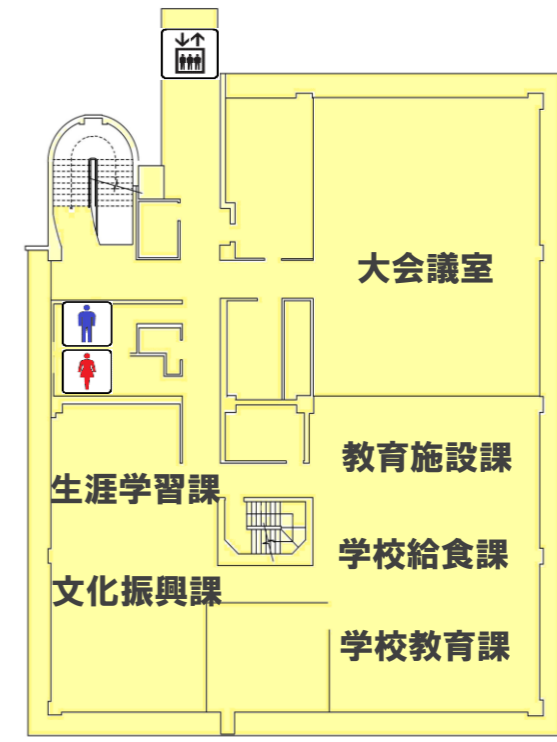 大会議室
教育施設課
生涯学習課
学校給食課
文化振興課
学校教育課